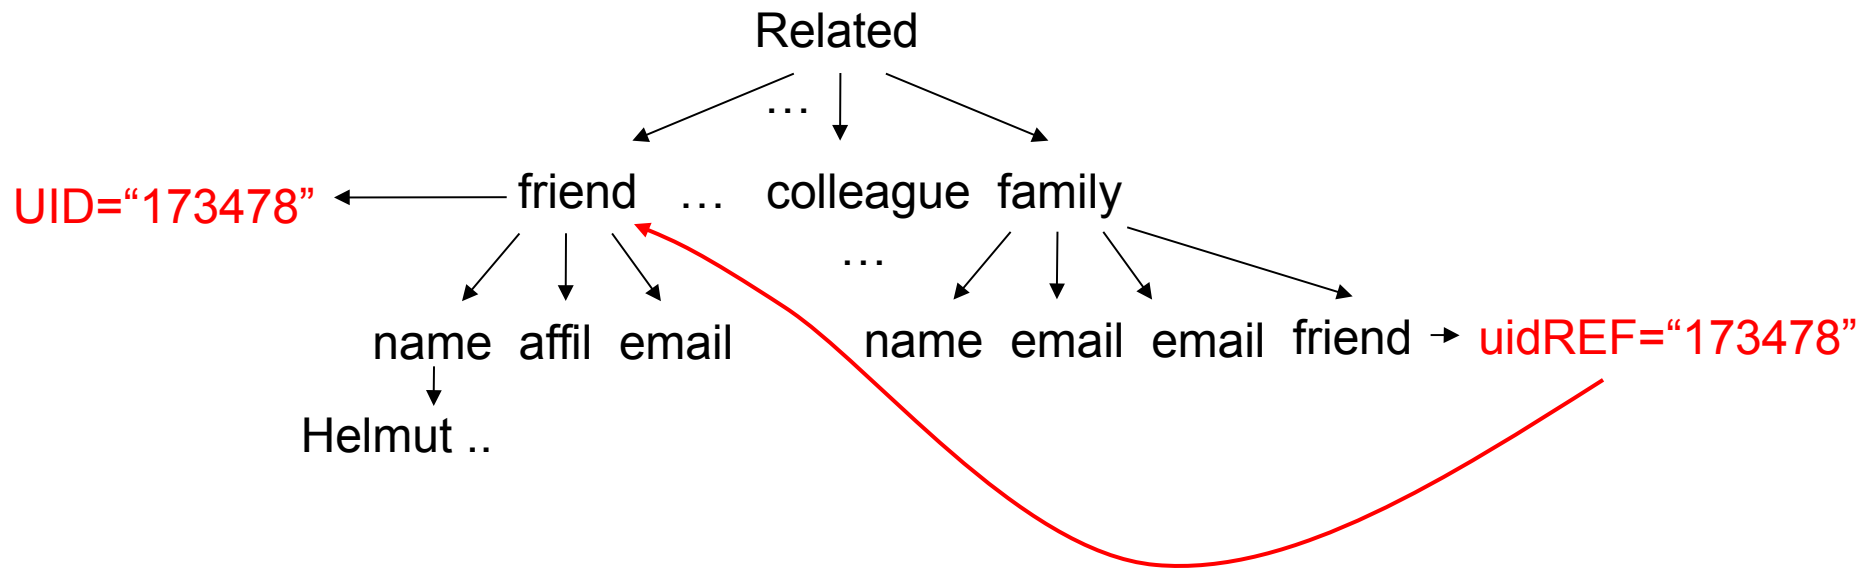 Related
…
UID=“173478” friend … colleague family
…
name affil email name email email friend uidREF=“173478”
Helmut ..